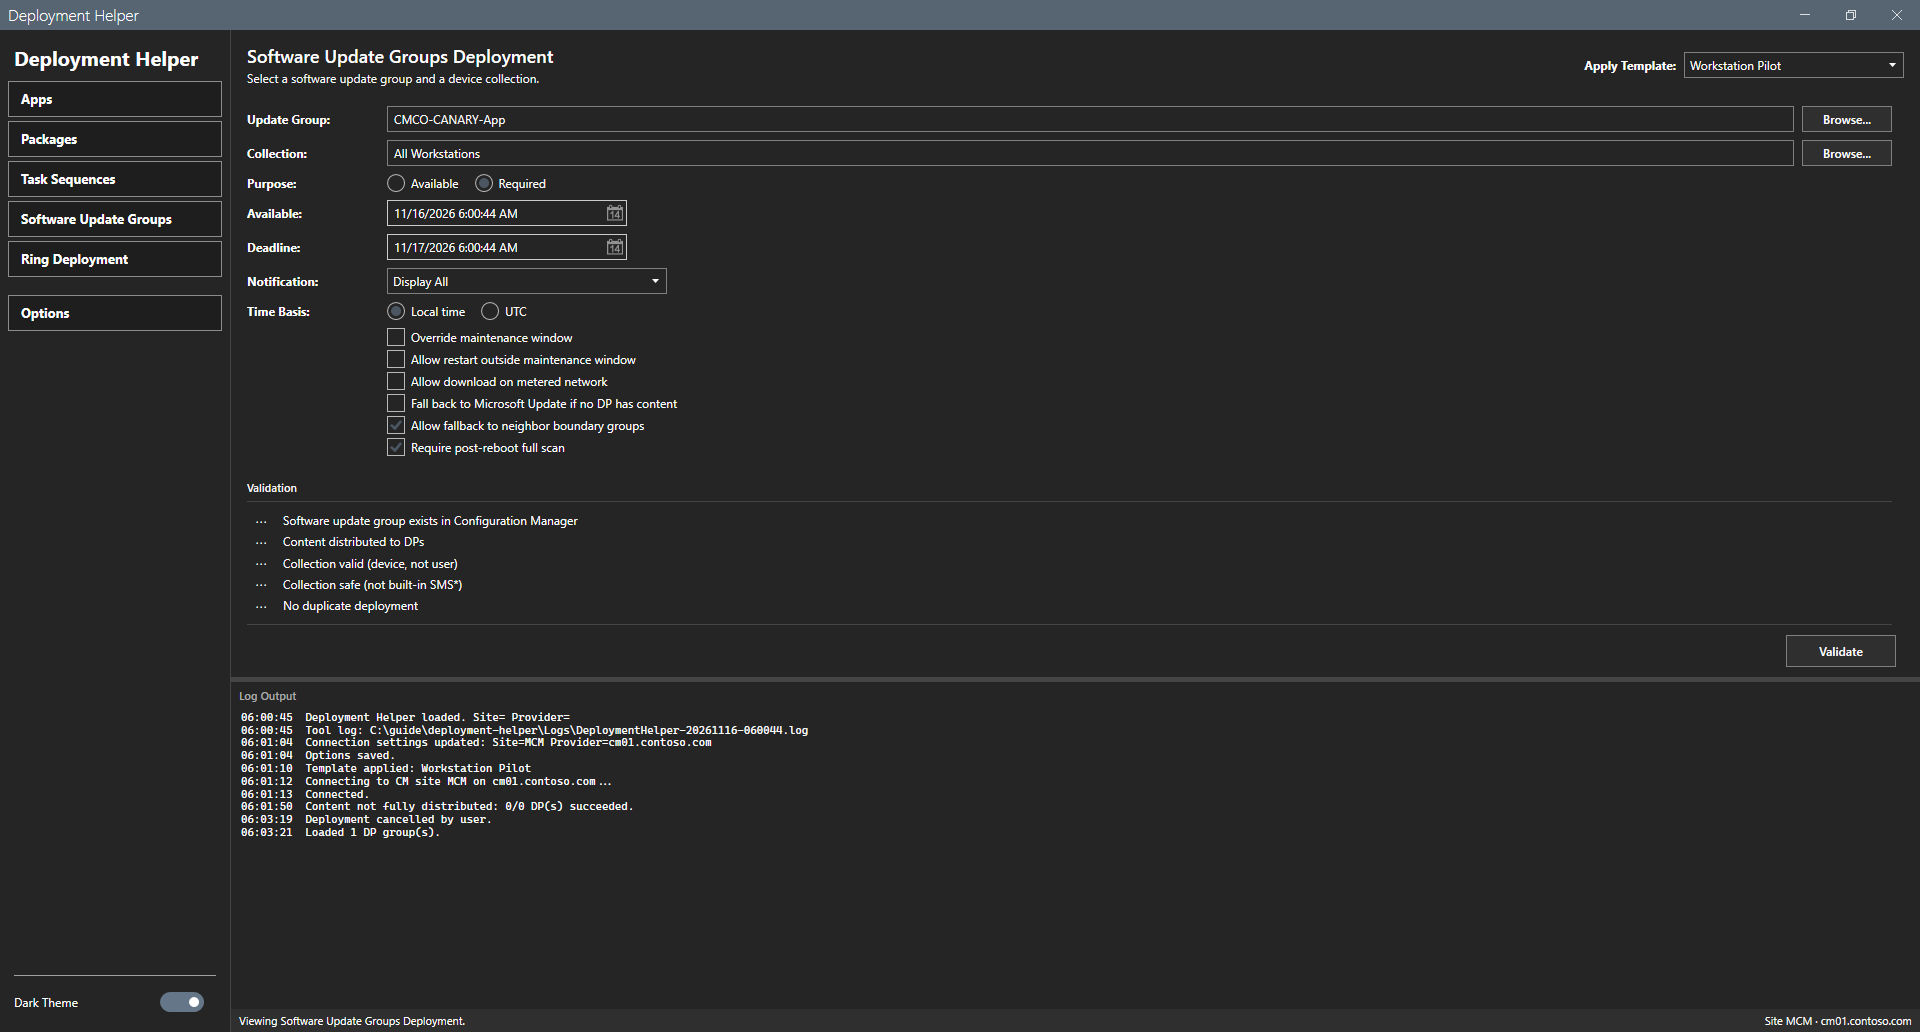 Deployment Helper
Deployment Helper
Apps
Packages
Task Sequences
Software Update Groups
Ring Deployment
Options
Dark Theme
Software Update Groups Deployment
Select a software update group and a device collection.
Apply Template: Workstation Pilot
Update Group: CMCO-CANARY-App Browse...
Collection: All Workstations Browse...
Purpose: Available Required
Available: 11/16/2026 6:00:44 AM 14
Deadline: 11/17/2026 6:00:44 AM 14
Notification: Display All
Time Basis: Local time UTC
Override maintenance window
Allow restart outside maintenance window
Allow download on metered network
Fall back to Microsoft Update if no DP has content
Allow fallback to neighbor boundary groups
Require post-reboot full scan
Validation
... Software update group exists in Configuration Manager
... Content distributed to DPs
... Collection valid (device, not user)
... Collection safe (not built-in SMS*)
... No duplicate deployment
Validate
Log Output
06:00:45 Deployment Helper loaded. Site= Provider=
06:00:45 Tool log: C:\guide\deployment-helper\Logs\DeploymentHelper-20261116-060044.log
06:01:04 Connection settings updated: Site=MCM Provider=cm01.contoso.com
06:01:04 Options saved.
06:01:10 Template applied: Workstation Pilot
06:01:12 Connecting to CM site MCM on cm01.contoso.com...
06:01:13 Connected.
06:01:50 Content not fully distributed: 0/0 DP(s) succeeded.
06:03:19 Deployment cancelled by user.
06:03:21 Loaded 1 DP group(s).
Viewing Software Update Groups Deployment.
Site MCM · cm01.contoso.com